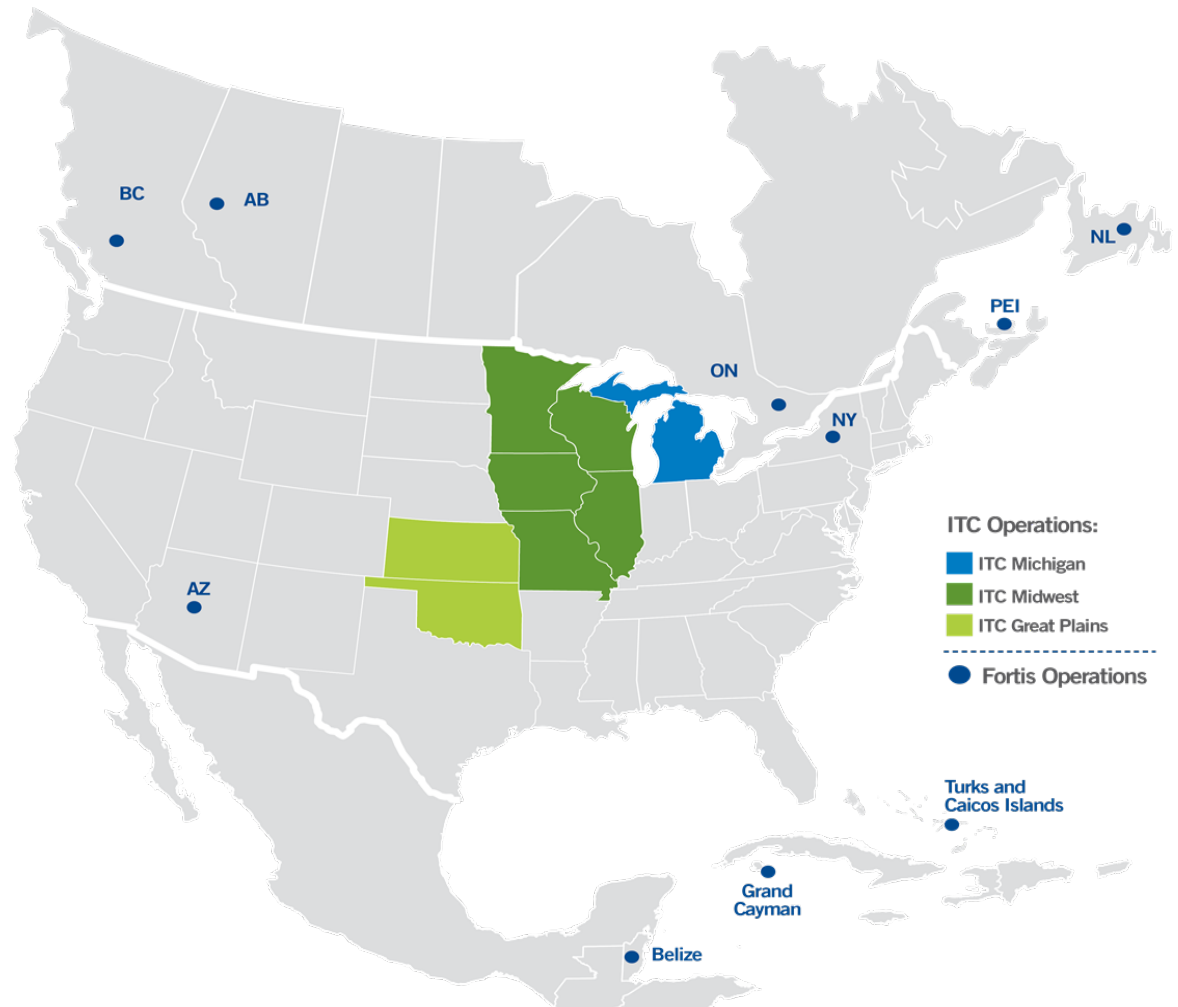 BC
AB
NL
PEI
ON
NY
ITC Operations:
ITC Michigan
ITC Midwest
ITC Great Plains
AZ
Fortis Operations
Turks and
Caicos Islands
Grand
Cayman
Belize